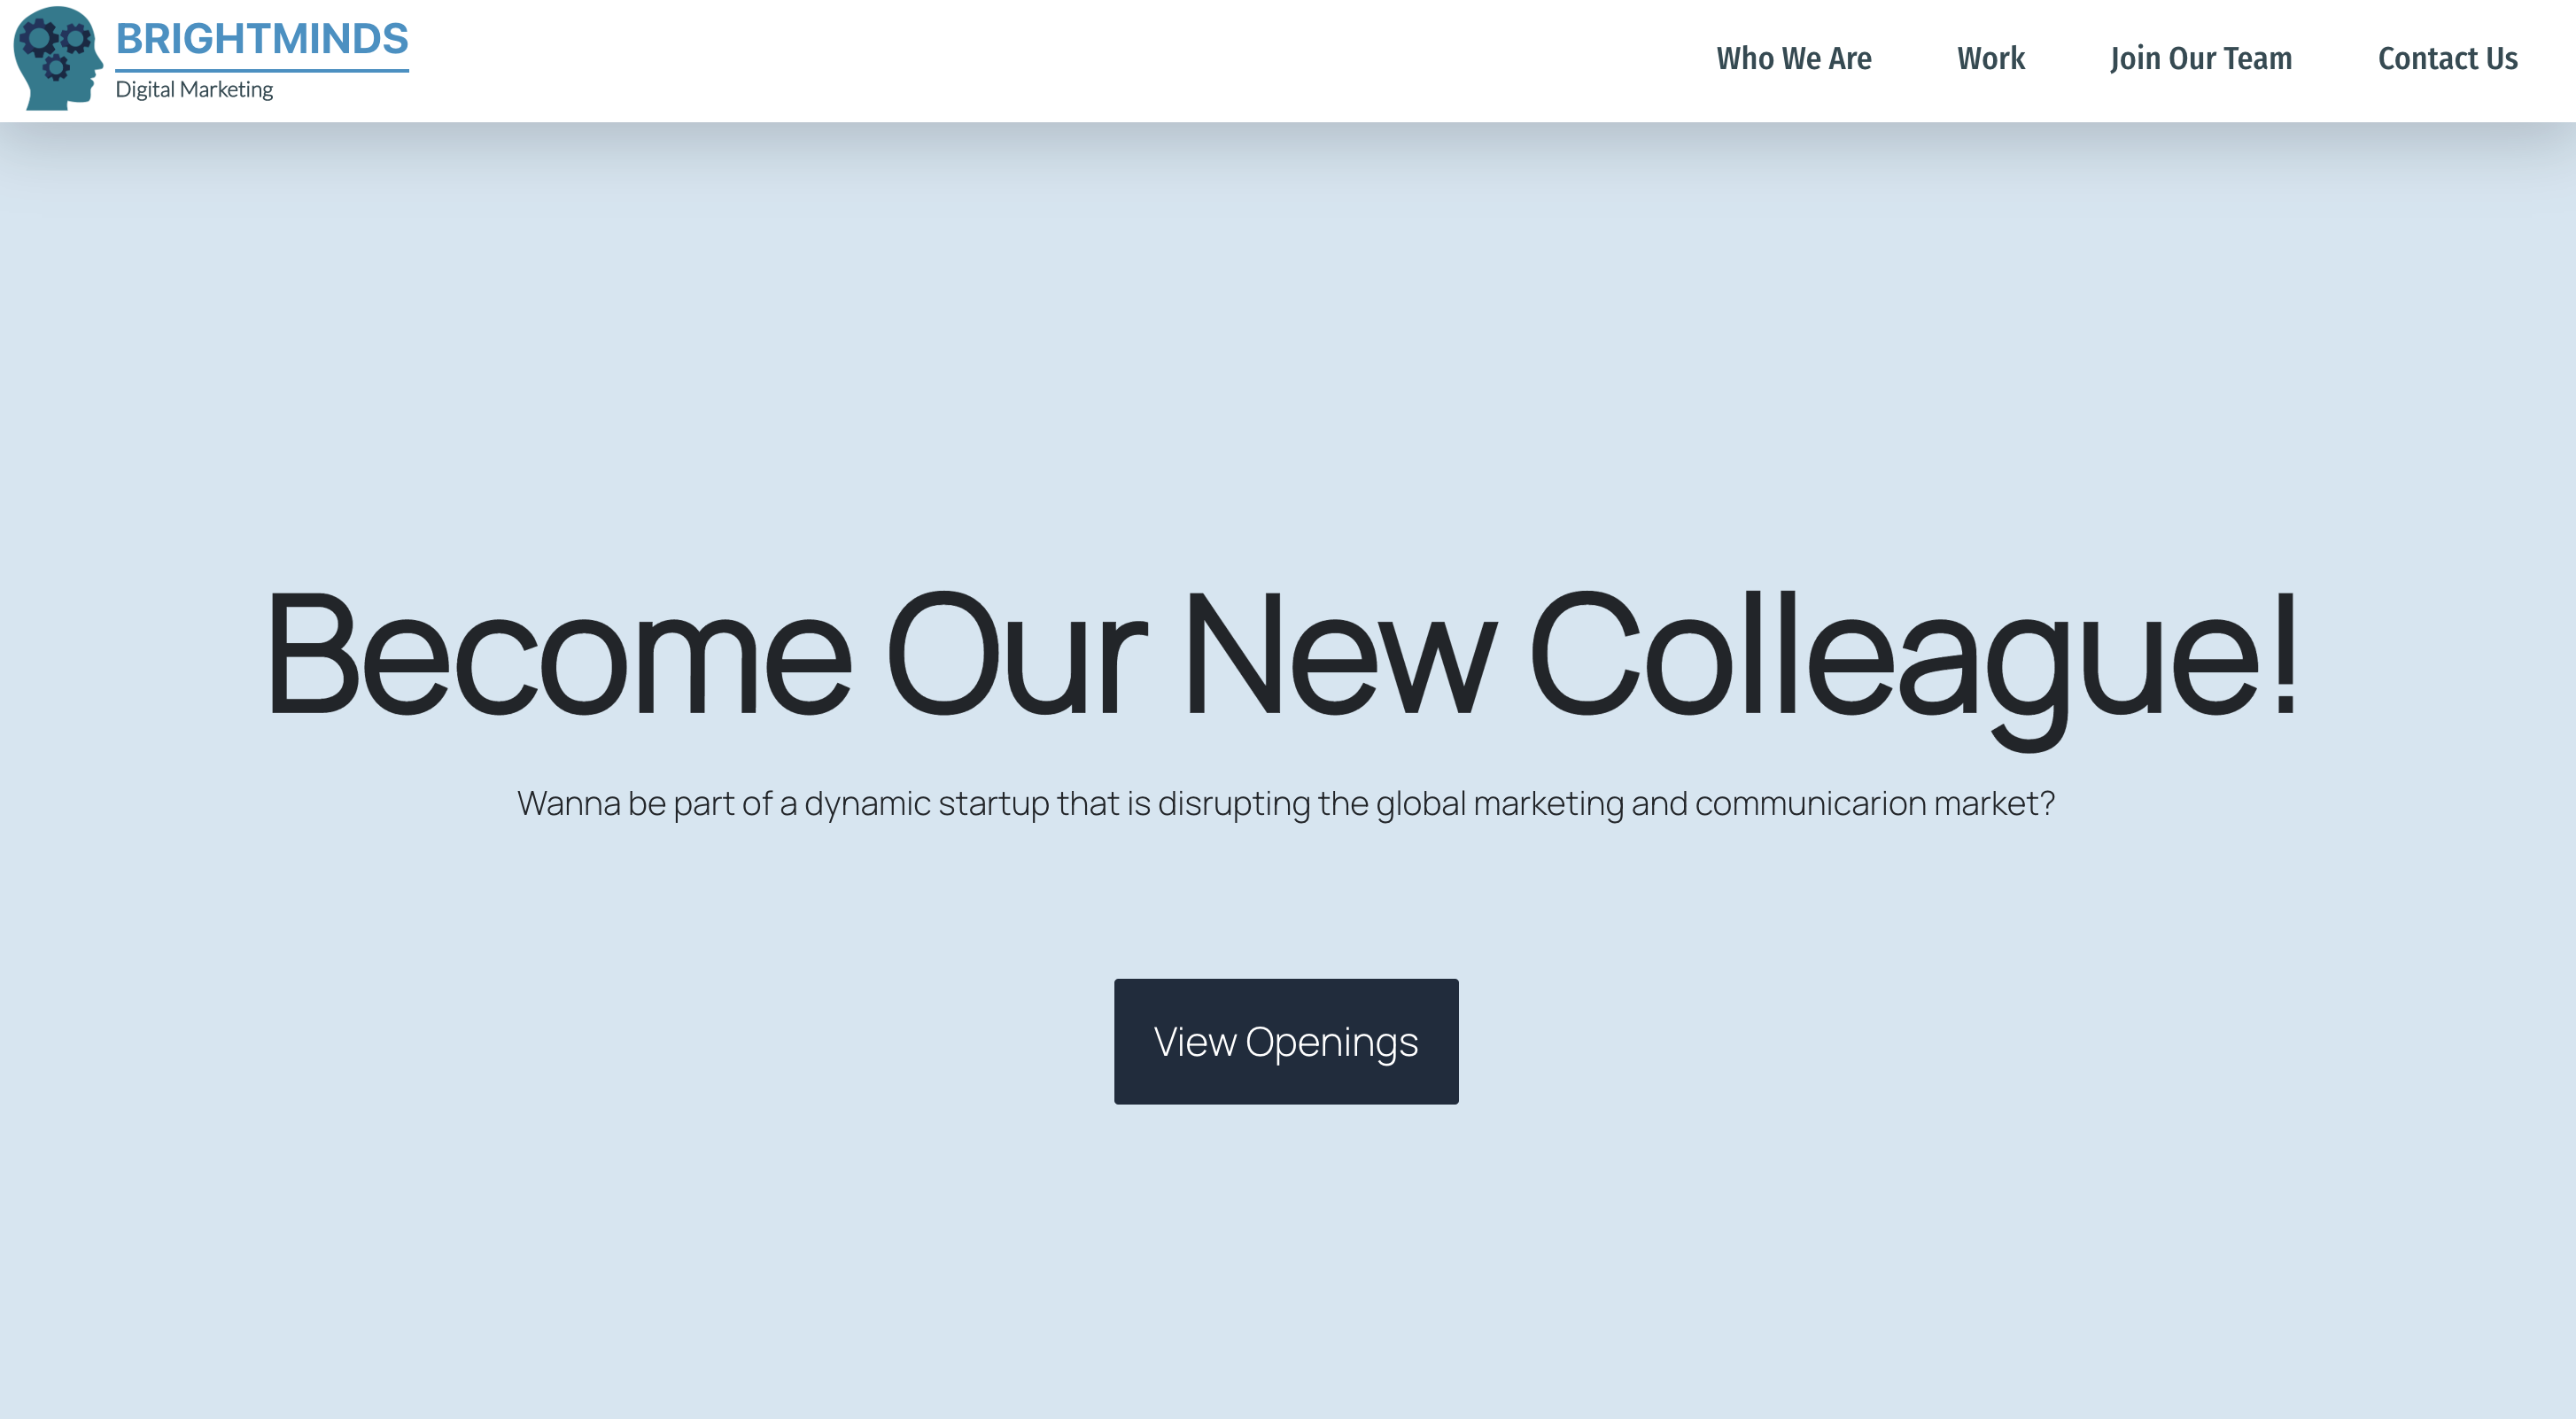 BRIGHTMINDS
Digital Marketing
Who We Are Work Join Our Team Contact Us
Become Our New Colleague!
Wanna be part of a dynamic startup that is disrupting the global marketing and communicarion market?
View Openings